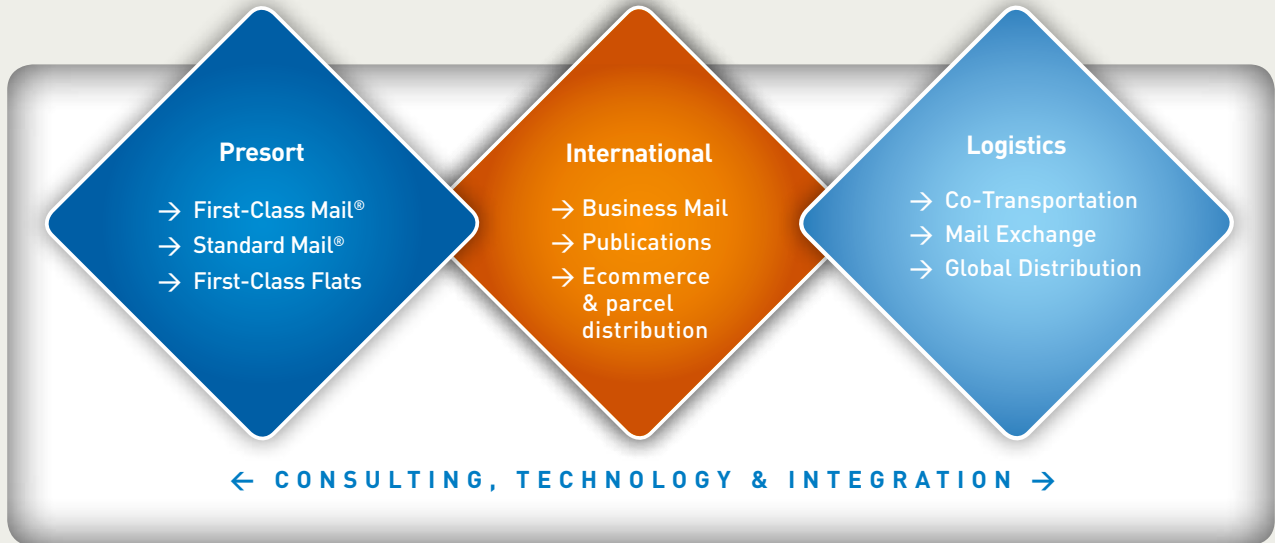 Presort
→ First-Class Mail®
→ Standard Mail®
→ First-Class Flats
International
→ Business Mail
→ Publications
→ Ecommerce
& parcel
distribution
Logistics
→ Co-Transportation
→ Mail Exchange
→ Global Distribution
← CONSULTING, TECHNOLOGY & INTEGRATION →